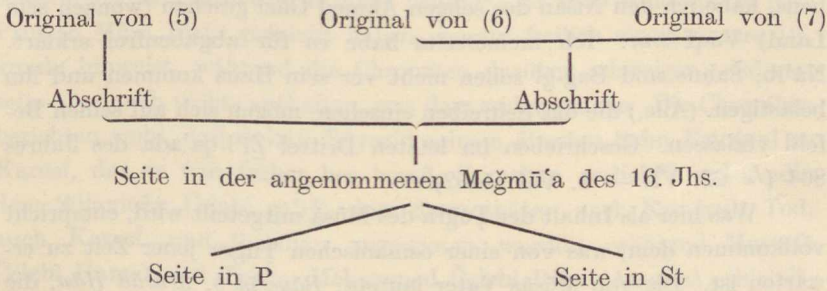 Original von (5) Original von (6) Original von (7)
Abschrift Abschrift
Seite in der angenommenen Meǧmūʿa des 16. Jhs.
Seite in P Seite in St